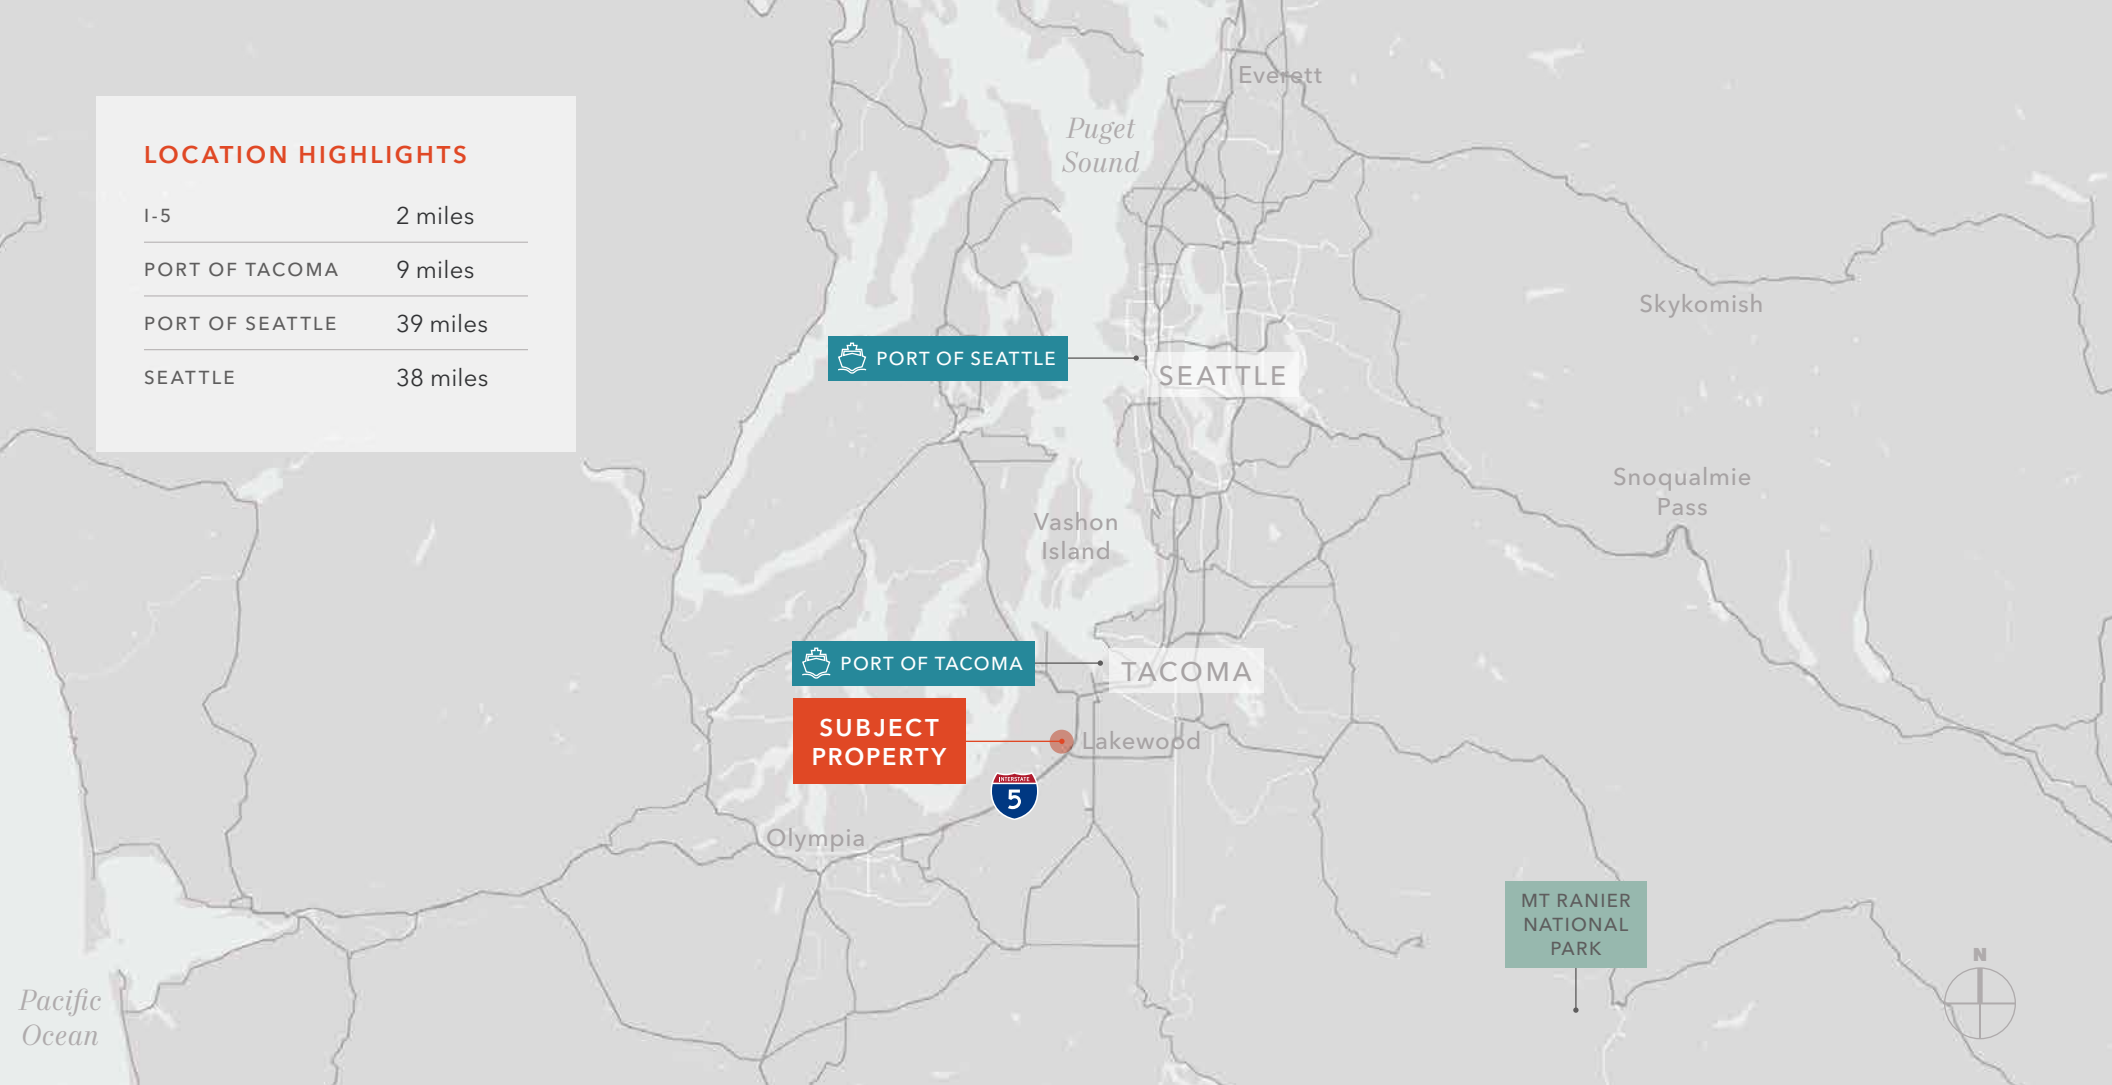 LOCATION HIGHLIGHTS
I-5 2 miles
PORT OF TACOMA 9 miles
PORT OF SEATTLE 39 miles
SEATTLE 38 miles
Everett
Puget
Sound
Skykomish
PORT OF SEATTLE
SEATTLE
Snoqualmie
Pass
Vashon
Island
PORT OF TACOMA
TACOMA
SUBJECT
PROPERTY
Lakewood
INTERSTATE
5
Olympia
MT RANIER
NATIONAL
PARK
N
Pacific
Ocean